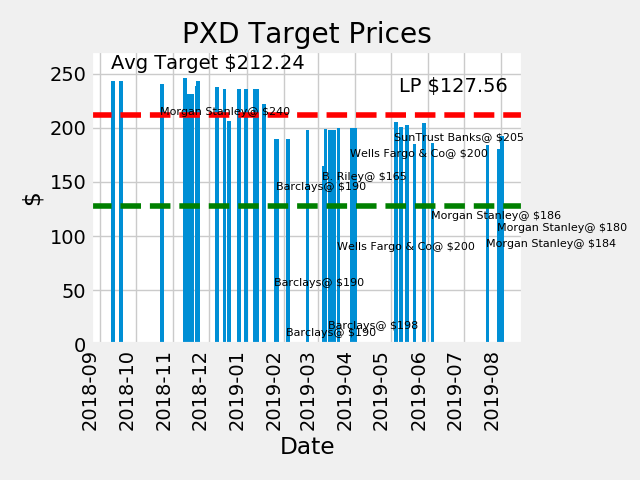 PXD Target Prices
Avg Target $212.24
LP $127.56
250
200
150
100
50
0
$
Morgan Stanley@ $240
SunTrust Banks@ $205
Wells Fargo & Co@ $200
B. Riley@ $165
Barclays@ $190
Morgan Stanley@ $186
Morgan Stanley@ $180
Morgan Stanley@ $184
Wells Fargo & Co@ $200
Barclays@ $190
Barclays@ $198
Barclays@ $190
2018-09
2018-10
2018-11
2018-12
2019-01
2019-02
2019-03
2019-04
2019-05
2019-06
2019-07
2019-08
Date